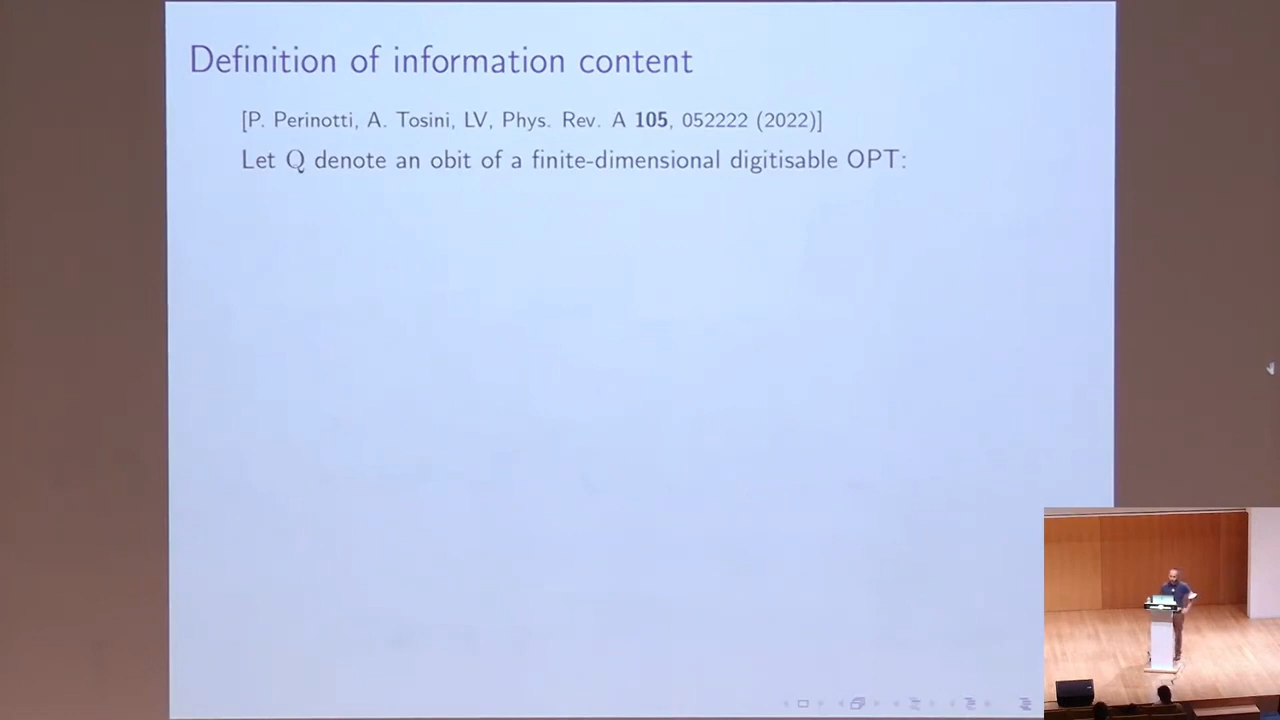 Definition of information content
[P. Perinotti, A. Tosini, LV, Phys. Rev. A 105, 052222 (2022)]
Let Q denote an obit of a finite-dimensional digitisable OPT: